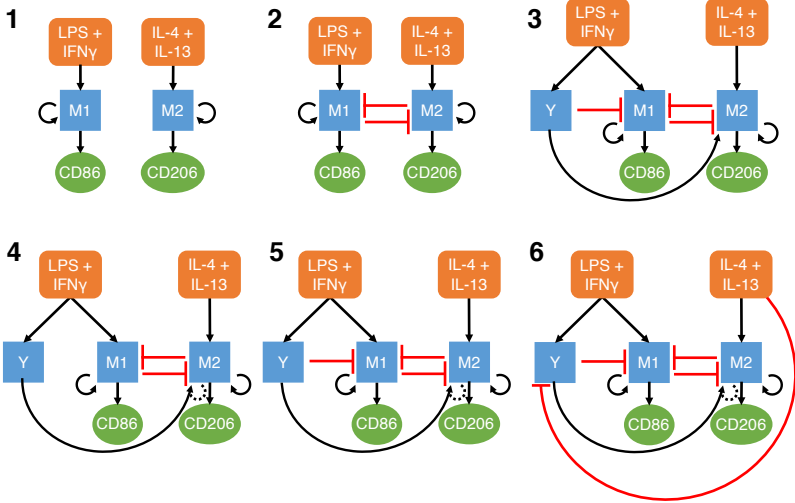 1
LPS +
IFNγ
IL-4 +
IL-13
M1
M2
CD86
CD206
2
LPS +
IFNγ
IL-4 +
IL-13
M1
M2
CD86
CD206
3
LPS +
IFNγ
IL-4 +
IL-13
Y
M1
M2
CD86
CD206
4
LPS +
IFNγ
IL-4 +
IL-13
Y
M1
M2
CD86
CD206
5
LPS +
IFNγ
IL-4 +
IL-13
Y
M1
M2
CD86
CD206
6
LPS +
IFNγ
IL-4 +
IL-13
Y
M1
M2
CD86
CD206